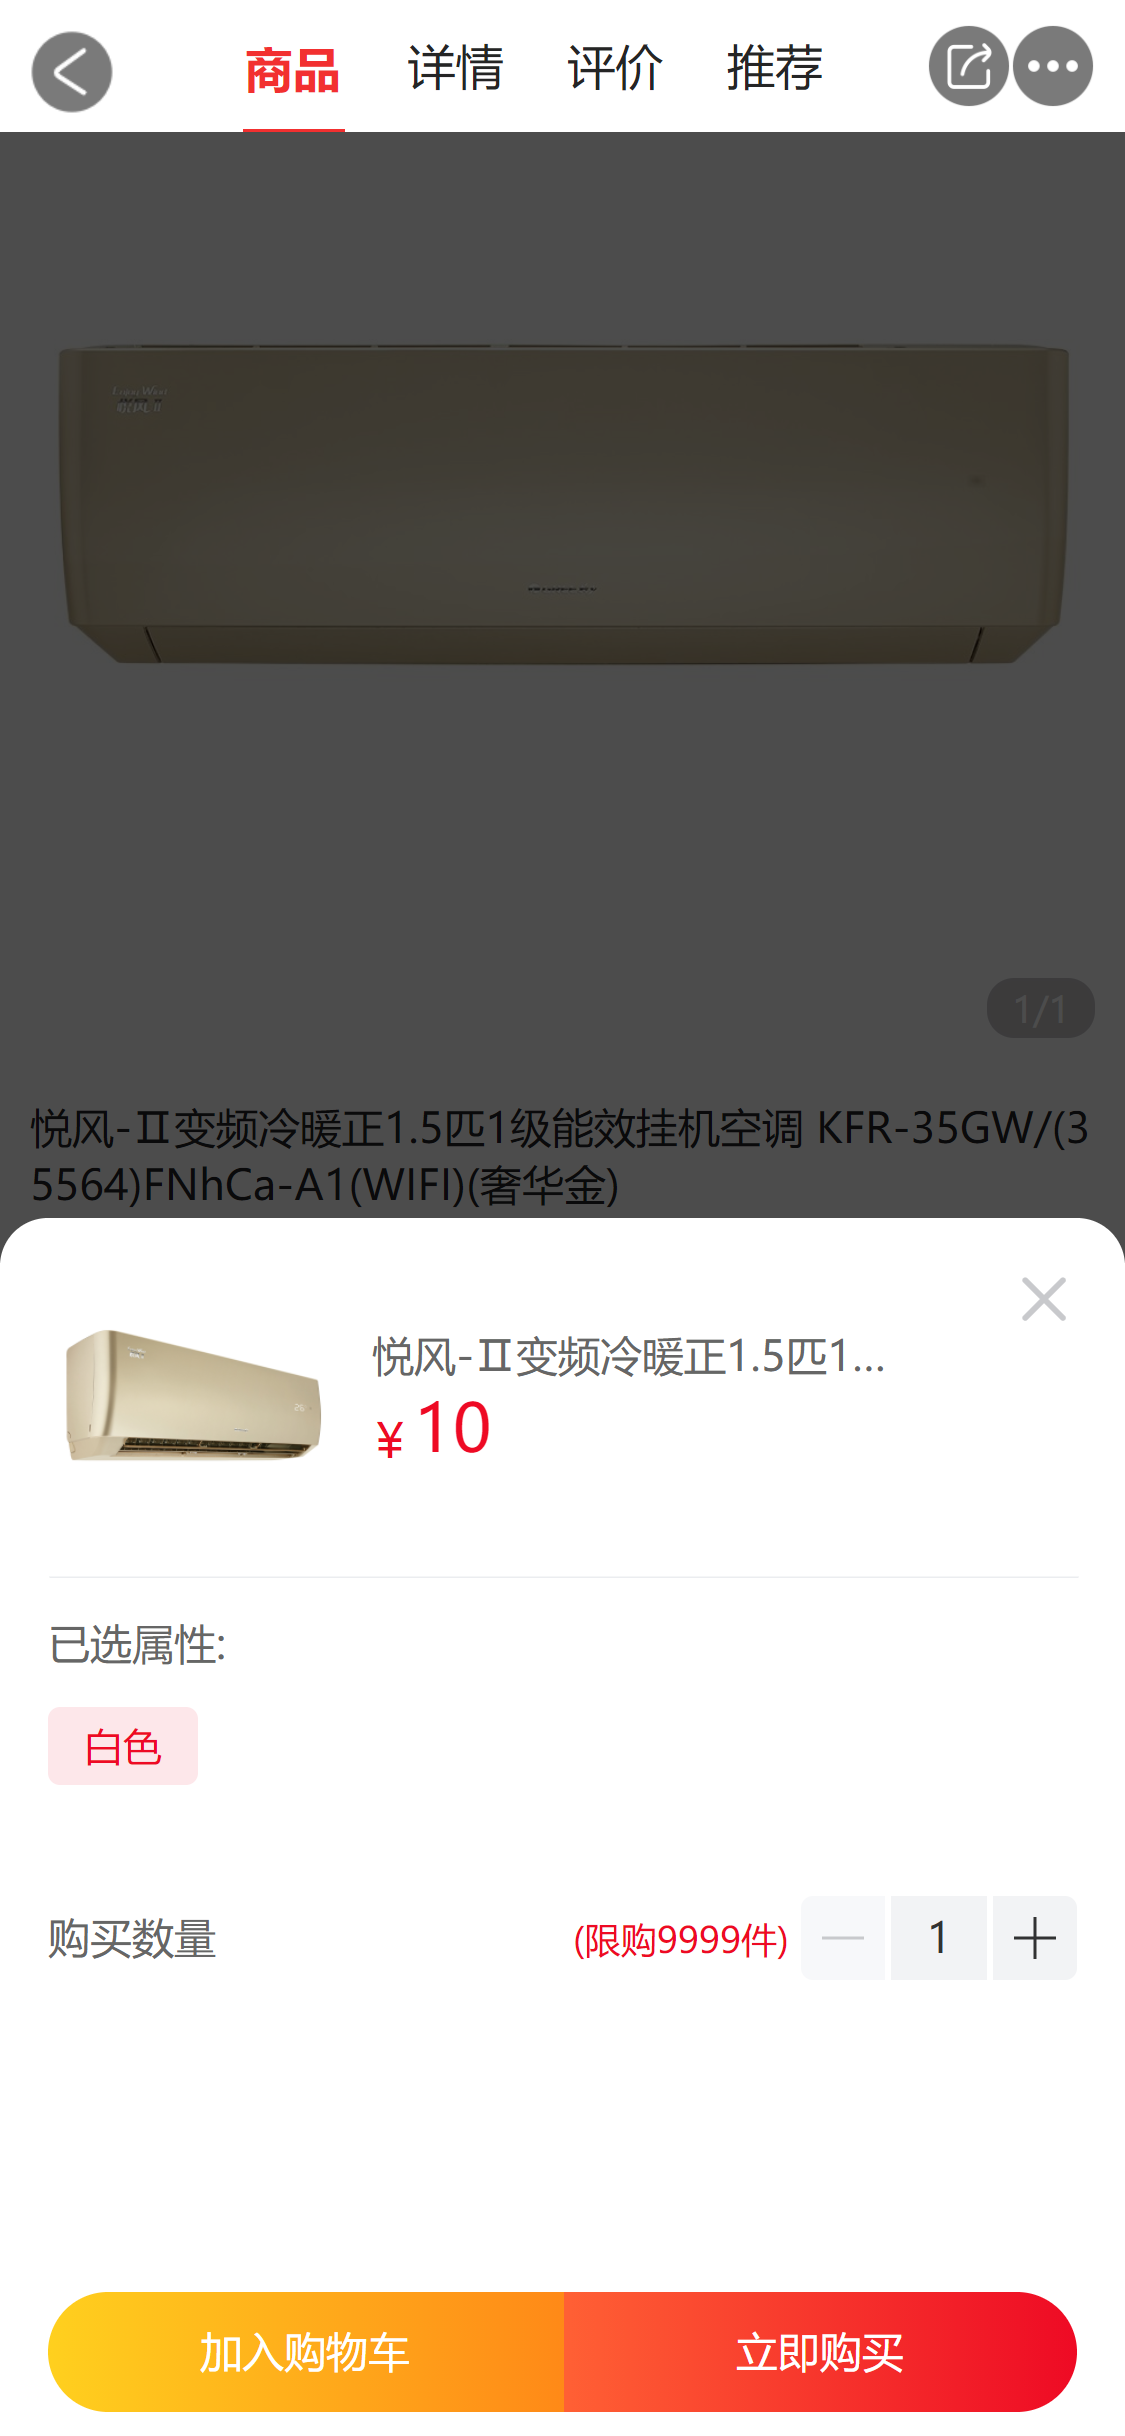 商品 详情 评价 推荐
1/1
悦风-Ⅱ变频冷暖正1.5匹1级能效挂机空调 KFR-35GW/(3
5564)FNhCa-A1(WIFI)(奢华金)
悦风-Ⅱ变频冷暖正1.5匹1...
¥ 10
已选属性:
白色
购买数量 (限购9999件) 1
加入购物车 立即购买